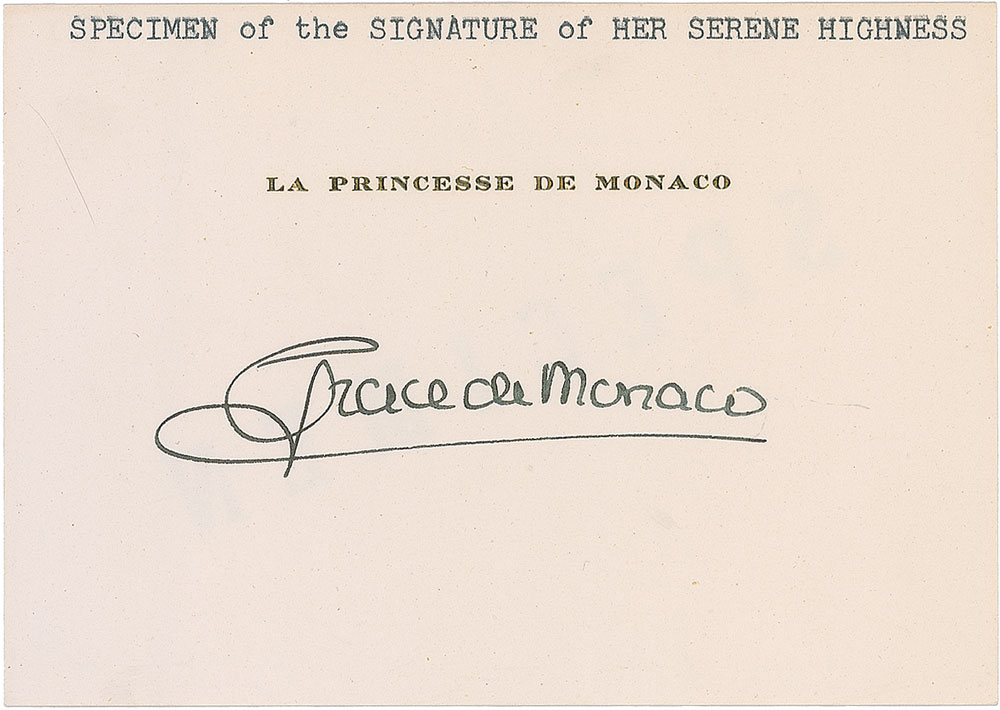 SPECIMEN of the SIGNATURE of HER SERENE HIGHNESS
LA PRINCESSE DE MONACO
Grace de Monaco